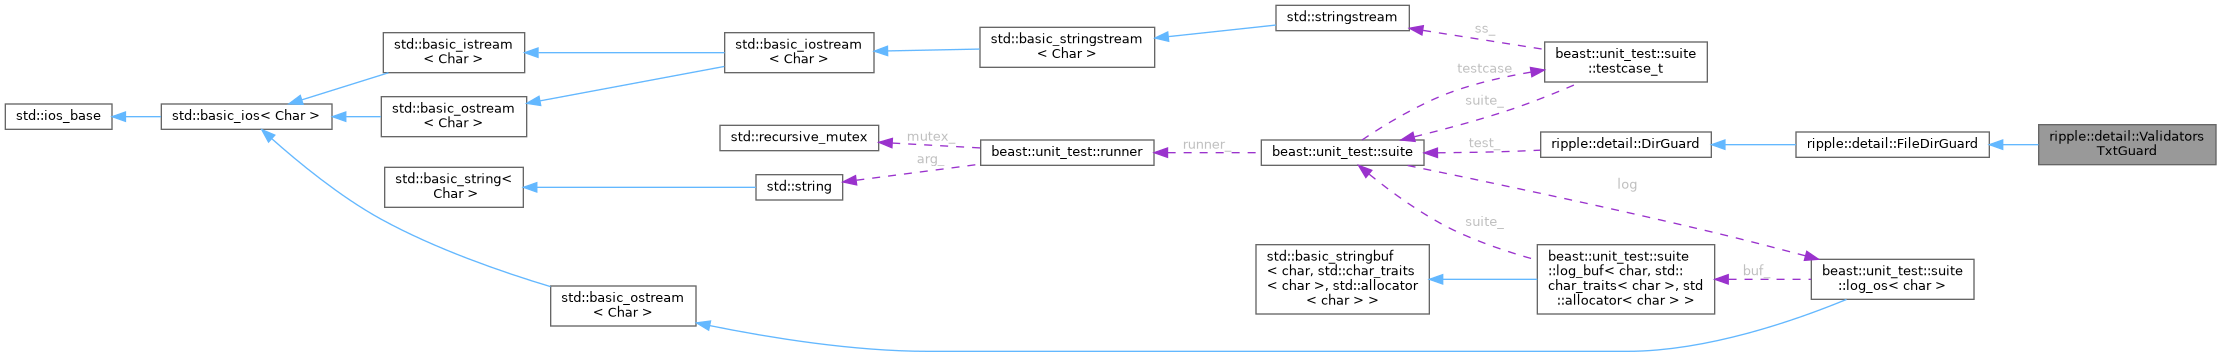 std::ios_base
std::basic_ios< Char >
std::basic_istream
< Char >
std::basic_ostream
< Char >
std::basic_iostream
< Char >
std::basic_stringstream
< Char >
std::stringstream
ss_
beast::unit_test::suite
::testcase_t
testcase
suite_
std::recursive_mutex
mutex_
arg_
std::basic_string<
Char >
std::string
beast::unit_test::runner
runner_
beast::unit_test::suite
test_
ripple::detail::DirGuard
ripple::detail::FileDirGuard
ripple::detail::Validators
TxtGuard
log
suite_
std::basic_stringbuf
< char, std::char_traits
< char >, std::allocator
< char > >
beast::unit_test::suite
::log_buf< char, std::
char_traits< char >, std
::allocator< char > >
buf_
beast::unit_test::suite
::log_os< char >
std::basic_ostream
< Char >